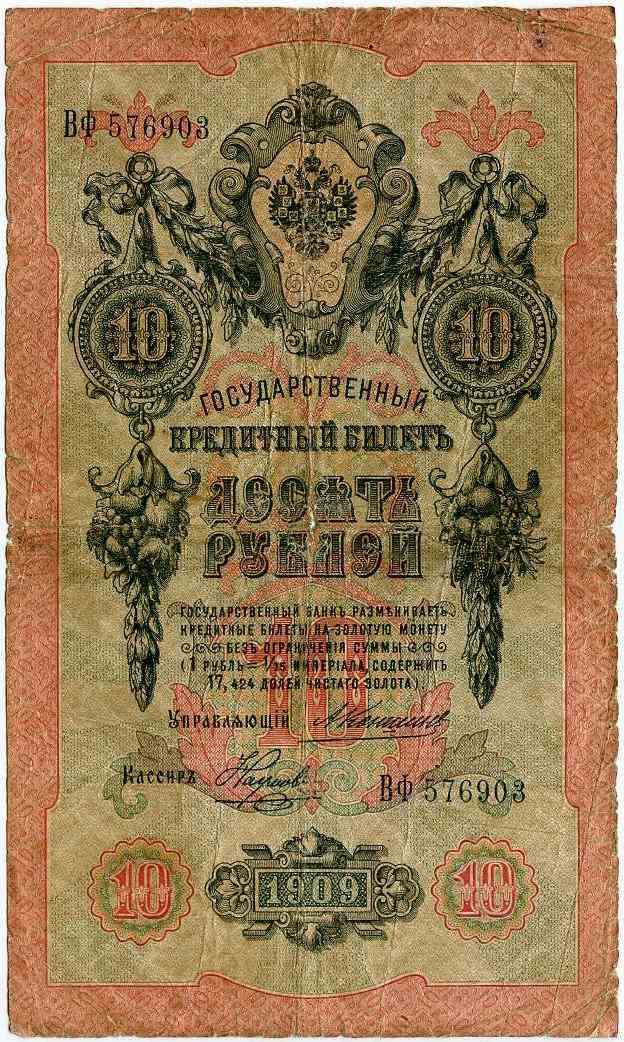 ВФ 576903
10 10
ГОСУДАРСТВЕННЫЙ
КРЕДИТНЫЙ БИЛЕТЪ
ДЕСЯТЬ
РУБЛЕЙ
ГОСУДАРСТВЕННЫЙ БАНКЪ РАЗМѢНИВАЕТЪ
КРЕДИТНЫЕ БИЛЕТЫ НА ЗОЛОТУЮ МОНЕТУ
БЕЗЪ ОГРАНИЧЕНІЯ СУММЫ
(1 РУБЛЬ = 1/15 ИМПЕРІАЛА, СОДЕРЖИТЪ
17,424 ДОЛЕЙ ЧИСТАГО ЗОЛОТА).
10
УПРАВЛЯЮЩІЙ
КАССИРЪ
ВФ 576903
10 1909 10